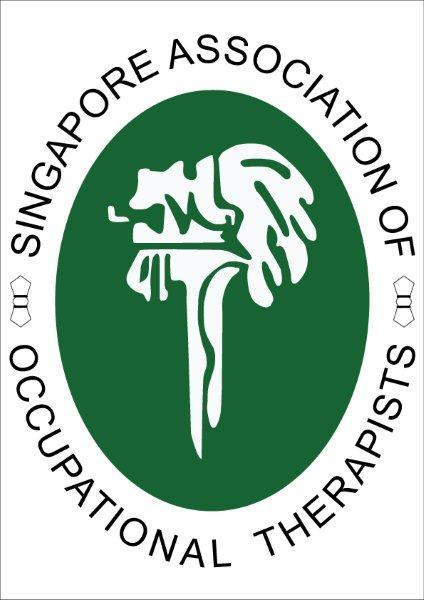 SINGAPORE ASSOCIATION OF
OCCUPATIONAL THERAPISTS